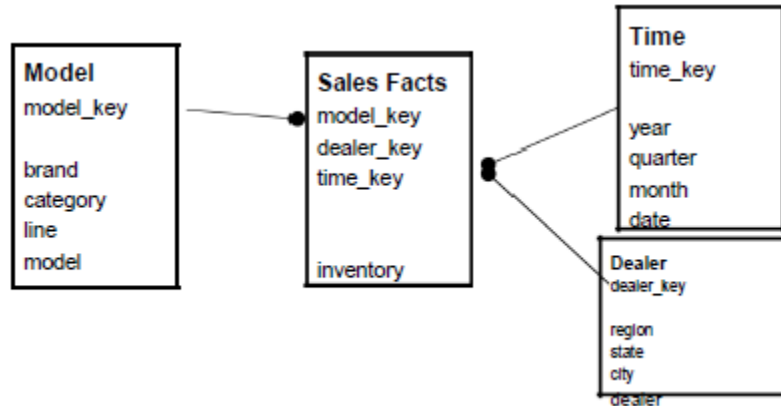 Model
model_key
brand
category
line
model
Sales Facts
model_key
dealer_key
time_key
inventory
Time
time_key
year
quarter
month
date
Dealer
dealer_key
region
state
city
dealer